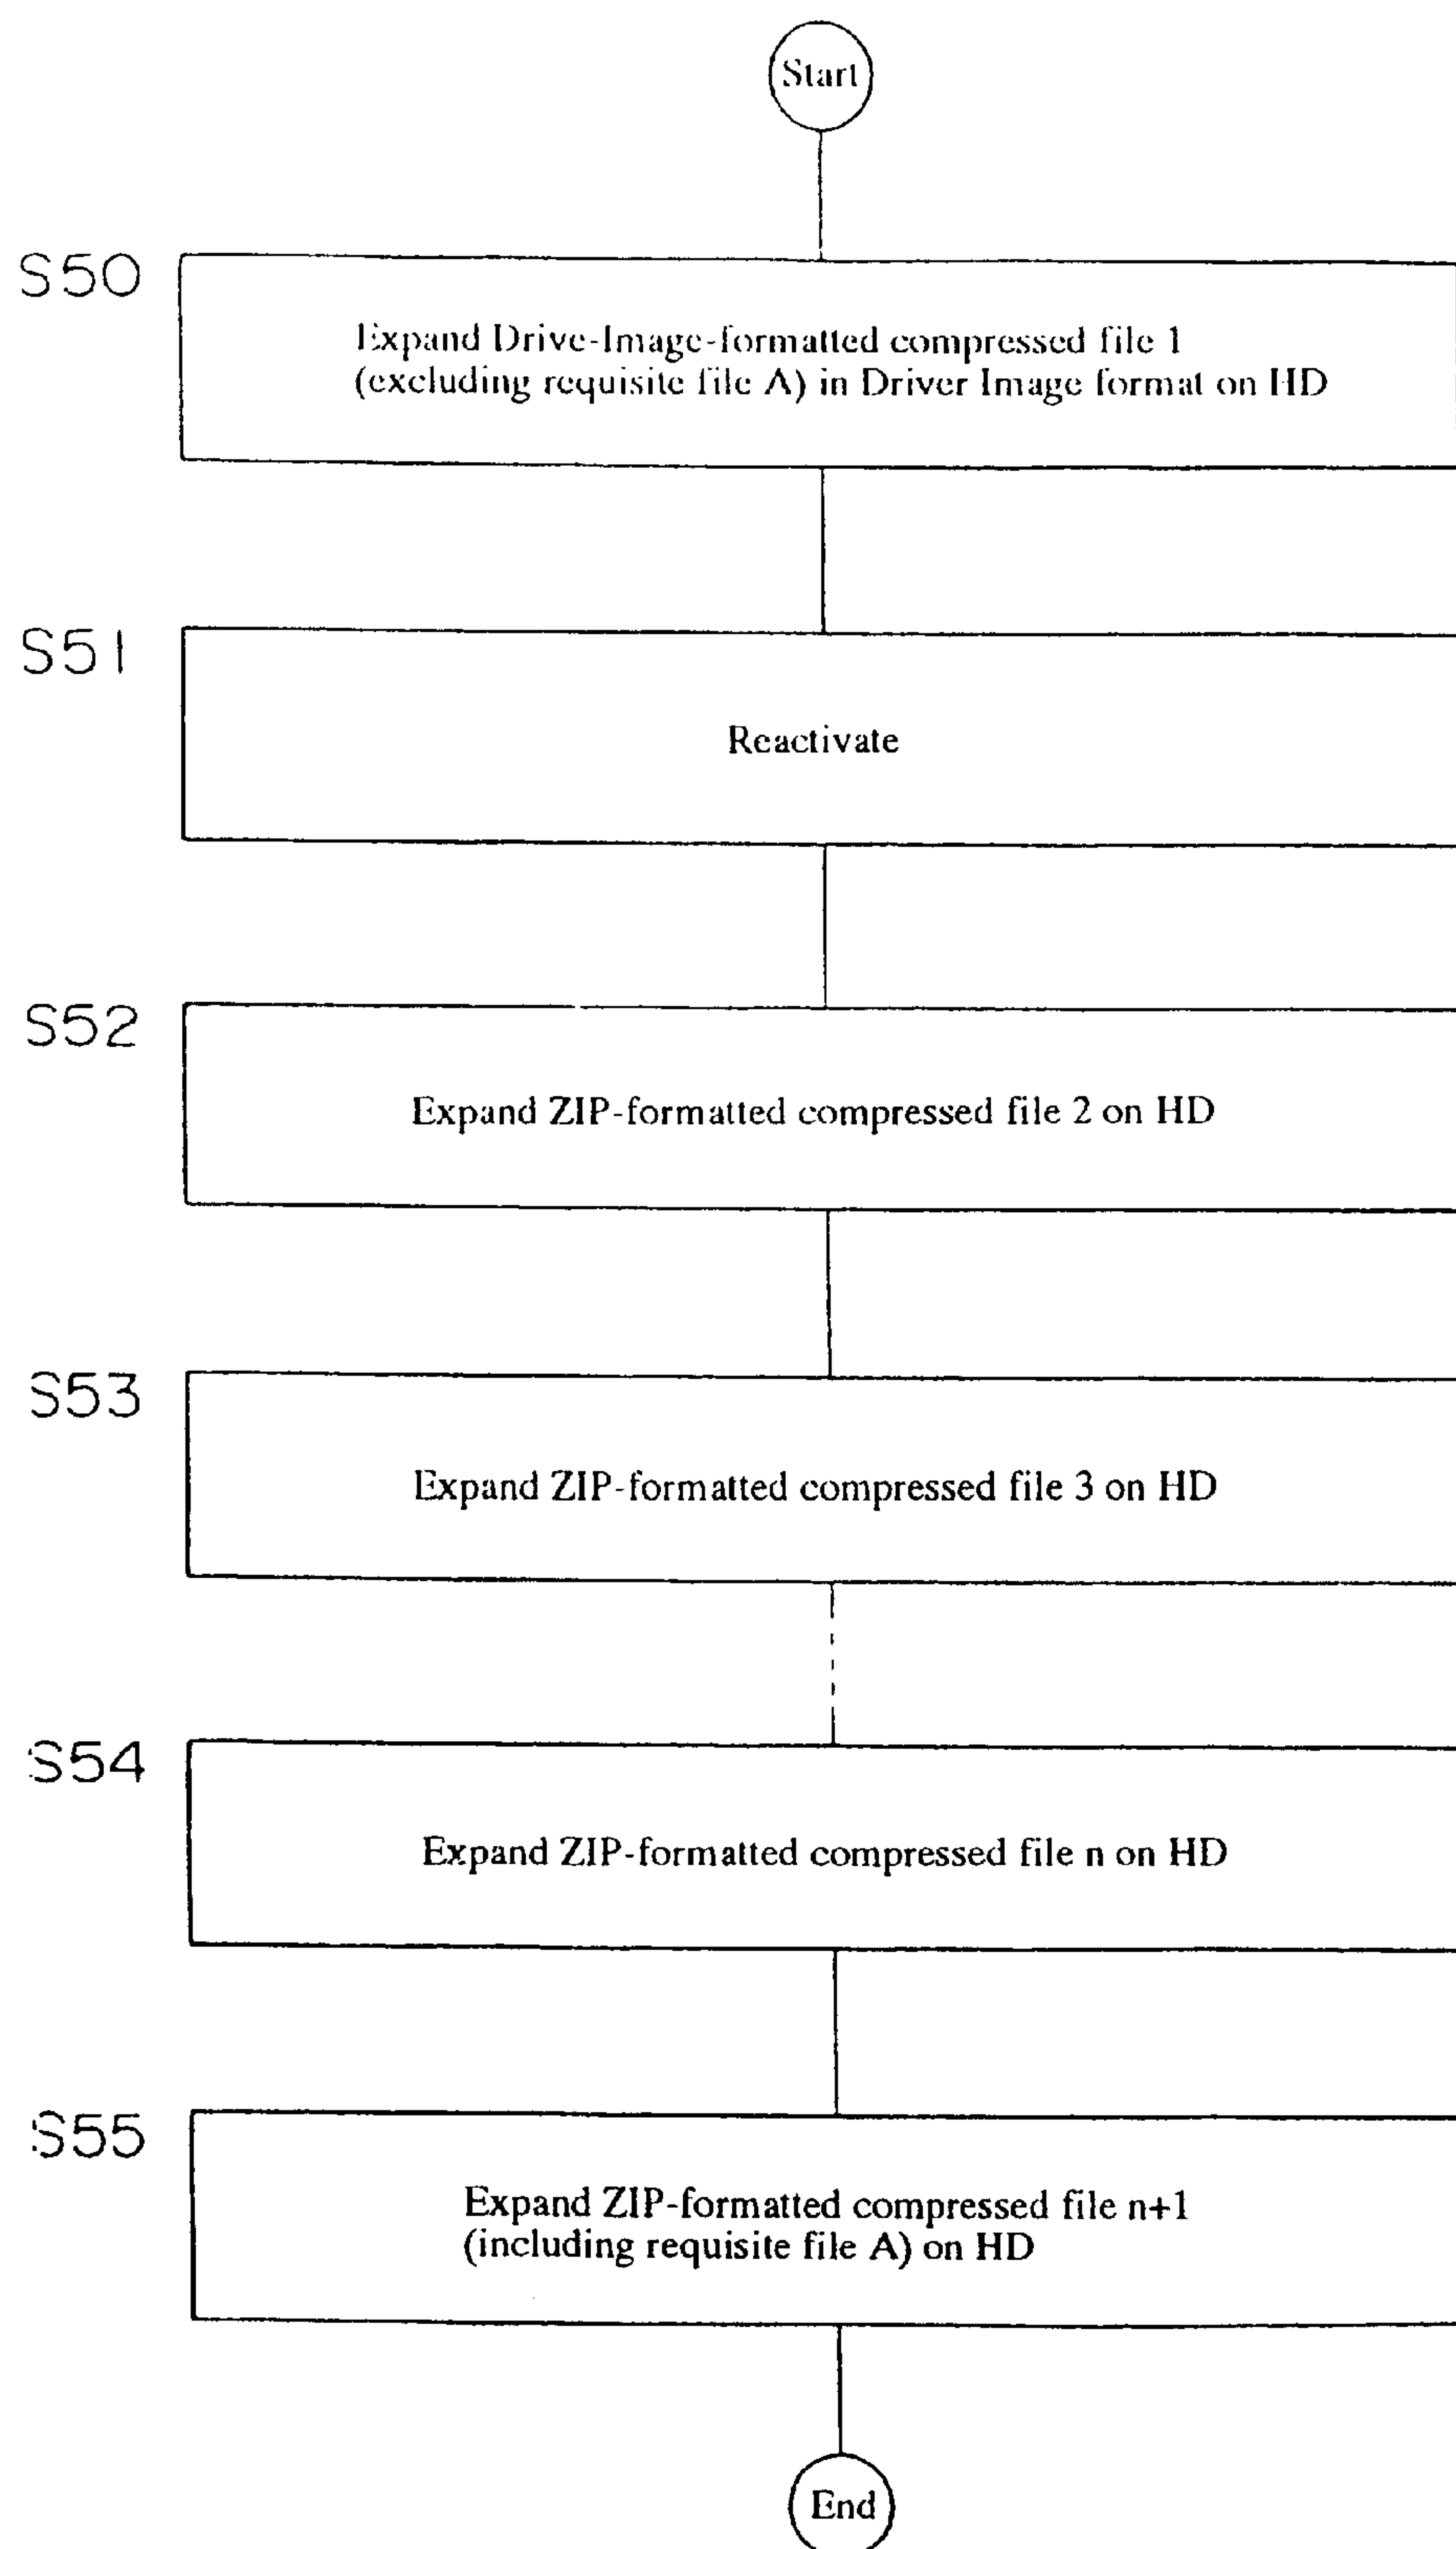 Start
S50
Expand Drive-Image-formatted compressed file 1
(excluding requisite file A) in Driver Image format on HD
S51
Reactivate
S52
Expand ZIP-formatted compressed file 2 on HD
S53
Expand ZIP-formatted compressed file 3 on HD
S54
Expand ZIP-formatted compressed file n on HD
S55
Expand ZIP-formatted compressed file n+1
(including requisite file A) on HD
End